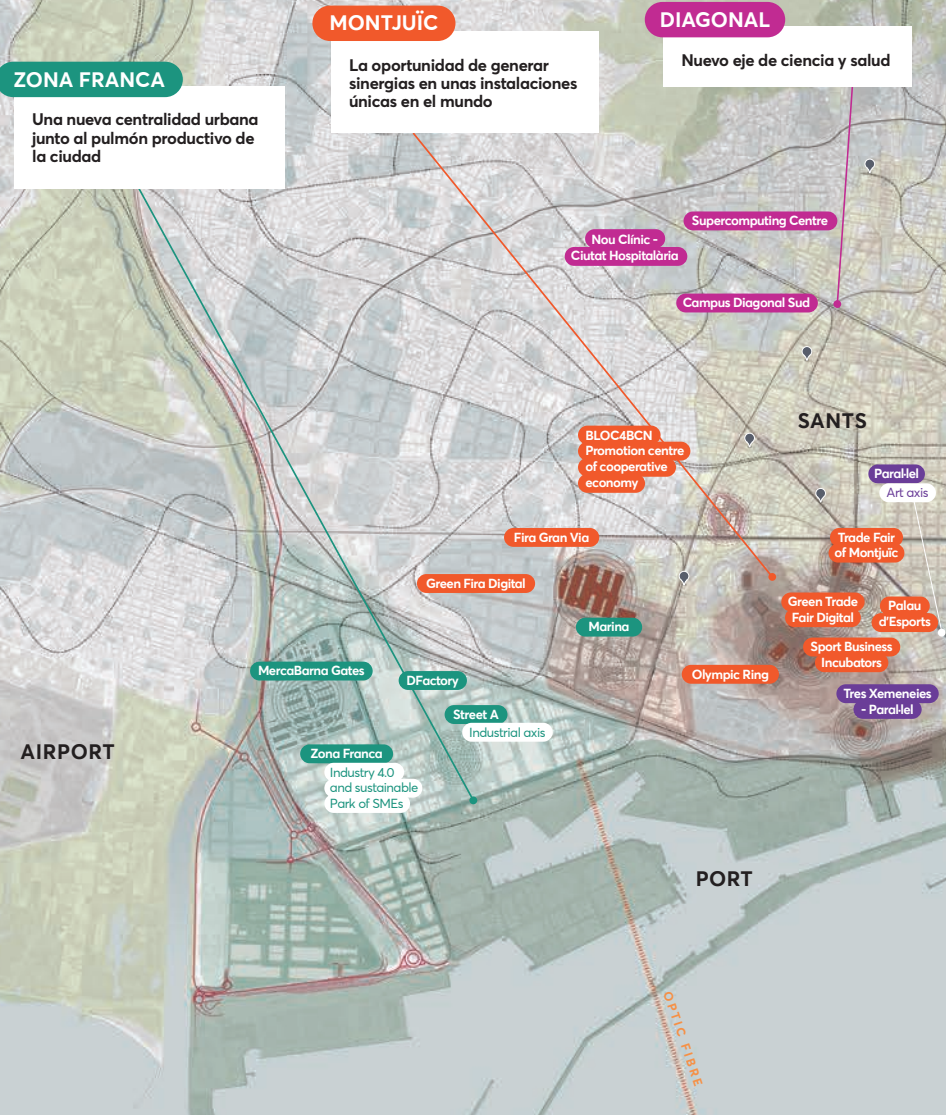 MONTJUÏC
La oportunidad de generar
sinergias en unas instalaciones
únicas en el mundo
DIAGONAL
Nuevo eje de ciencia y salud
ZONA FRANCA
Una nueva centralidad urbana
junto al pulmón productivo de
la ciudad
Supercomputing Centre
Nou Clínic -
Ciutat Hospitalària
Campus Diagonal Sud
SANTS
BLOC4BCN
Promotion centre
of cooperative
economy
Paral·lel
Art axis
Fira Gran Via
Trade Fair
of Montjuïc
Green Fira Digital
Green Trade
Fair Digital
Palau
d'Esports
Marina
Sport Business
Incubators
MercaBarna Gates
DFactory
Olympic Ring
Tres Xemeneies
- Paral·lel
Street A
Industrial axis
AIRPORT
Zona Franca
Industry 4.0
and sustainable
Park of SMEs
PORT
ÒPTIC FIBRE